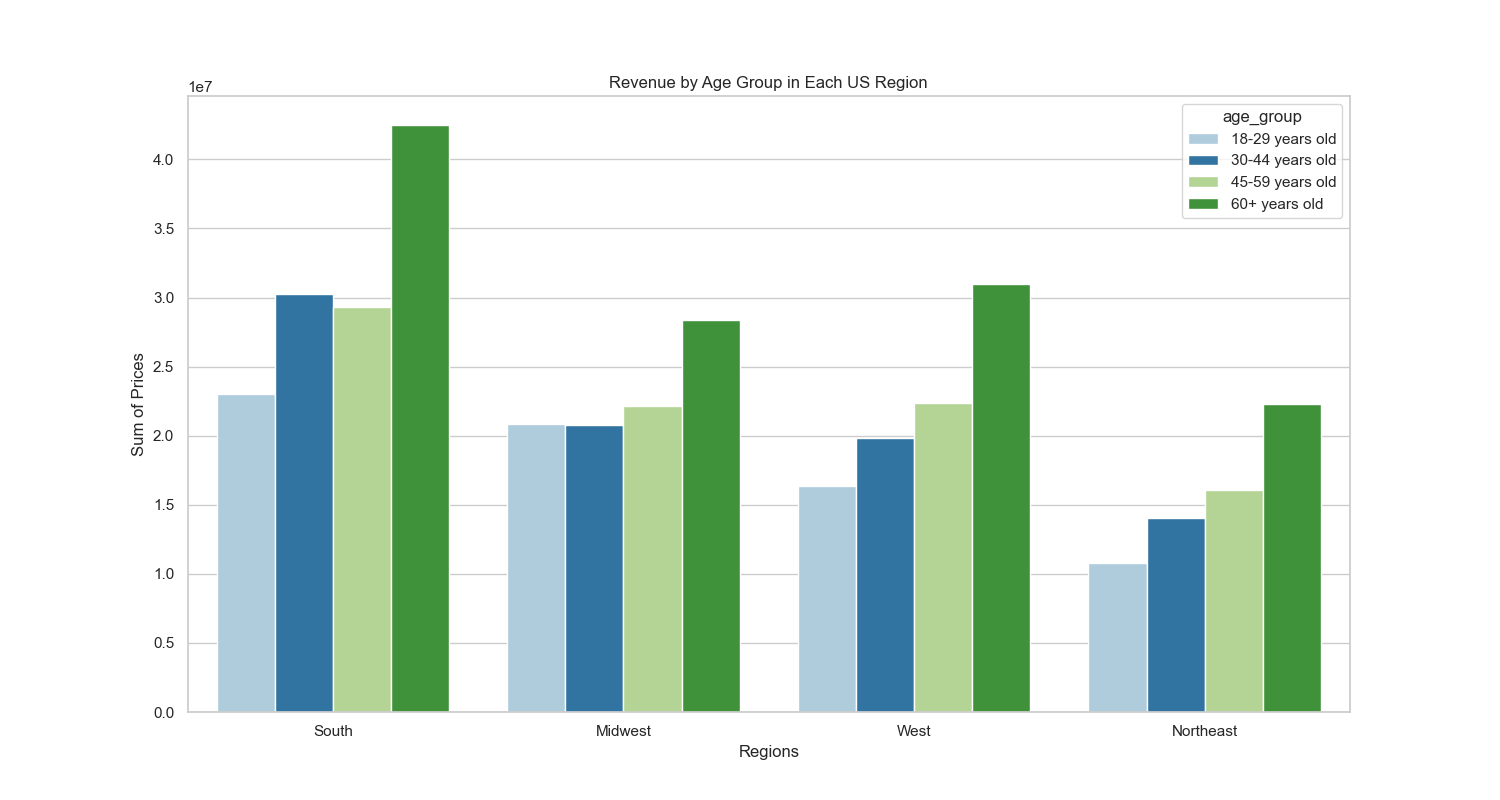 Revenue by Age Group in Each US Region
1e7
age_group
18-29 years old
30-44 years old
45-59 years old
60+ years old
4.0
3.5
3.0
2.5
2.0
1.5
1.0
0.5
0.0
Sum of Prices
South
Midwest
West
Northeast
Regions